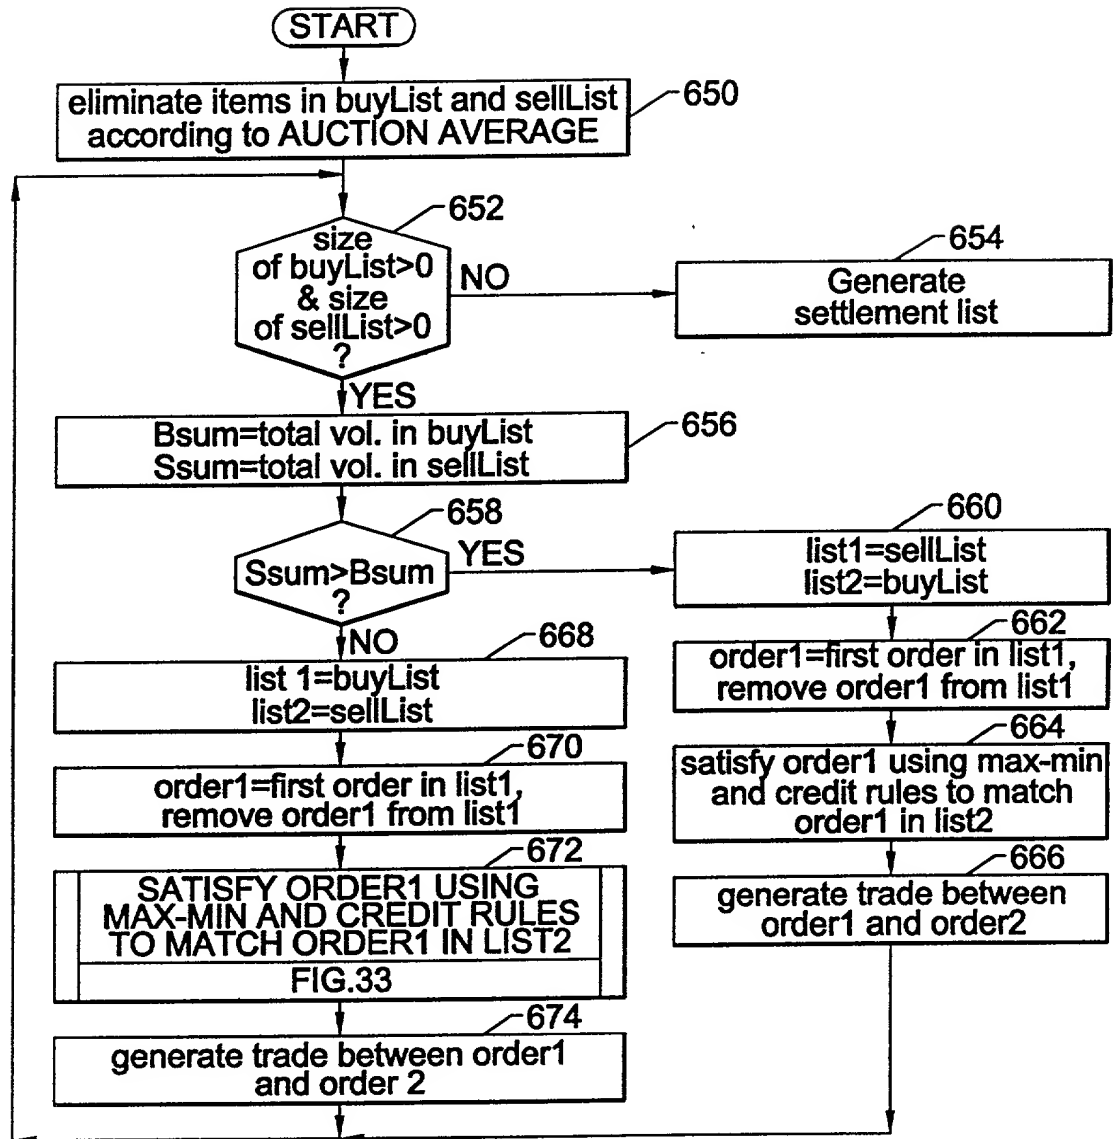 START
eliminate items in buyList and sellList
according to AUCTION AVERAGE
650
652
size
of buyList>0
& size
of sellList>0
?
NO
654
Generate
settlement list
YES
Bsum=total vol. in buyList
Ssum=total vol. in sellList
656
658
Ssum>Bsum
?
YES
660
list1=sellList
list2=buyList
662
order1=first order in list1,
remove order1 from list1
664
satisfy order1 using max-min
and credit rules to match
order1 in list2
666
generate trade between
order1 and order2
NO
668
list 1=buyList
list2=sellList
670
order1=first order in list1,
remove order1 from list1
672
SATISFY ORDER1 USING
MAX-MIN AND CREDIT RULES
TO MATCH ORDER1 IN LIST2
FIG.33
674
generate trade between order1
and order 2